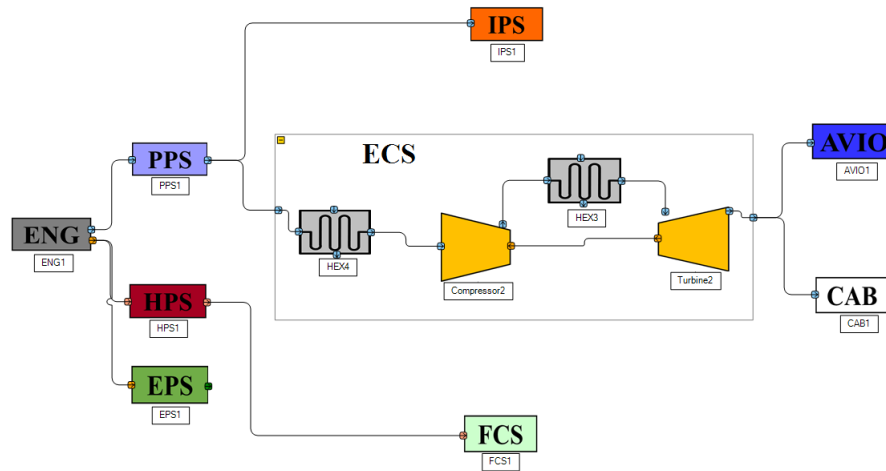 IPS
IPS1
ECS
AVIO
AVIO1
PPS
PPS1
HEX3
ENG
ENG1
HEX4
Compressor2
Turbine2
HPS
HPS1
CAB
CAB1
EPS
EPS1
FCS
FCS1